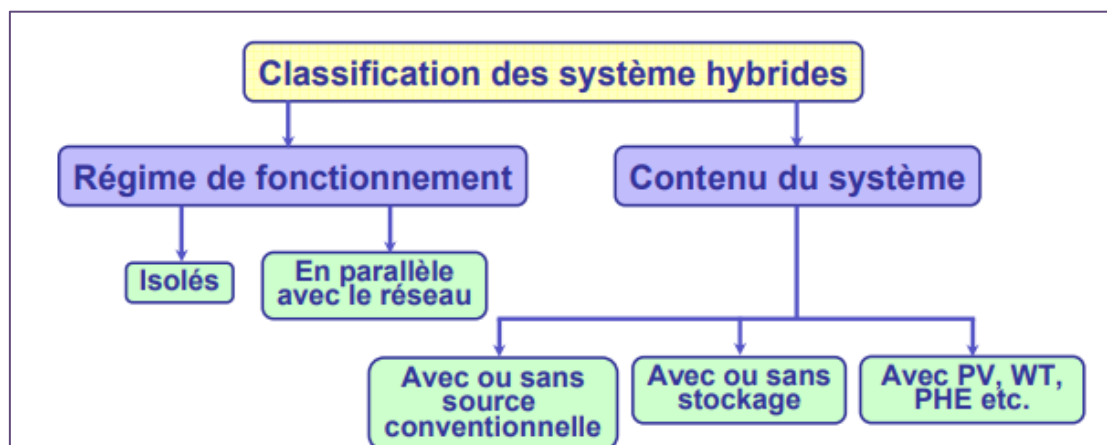 Classification des système hybrides
Régime de fonctionnement
Contenu du système
Isolés
En parallèle
avec le réseau
Avec ou sans
source
conventionnelle
Avec ou sans
stockage
Avec PV, WT,
PHE etc.